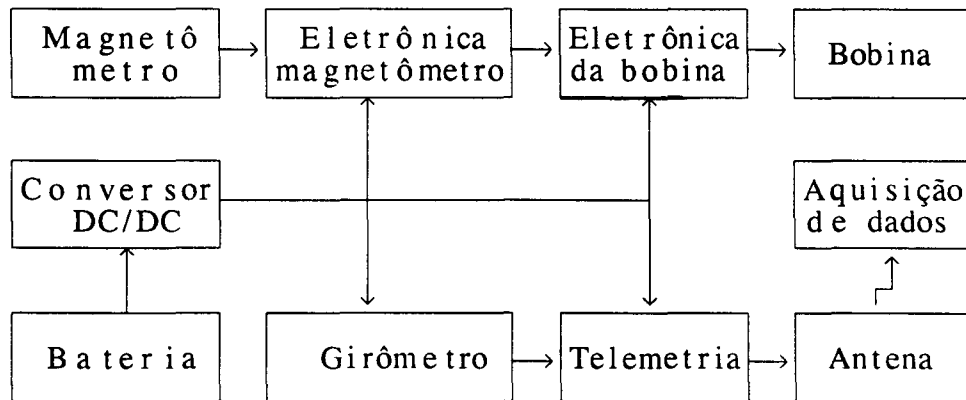 Magnetô
metro
Eletrônica
magnetômetro
Eletrônica
da bobina
Bobina
Conversor
DC/DC
Aquisição
de dados
Bateria
Girômetro
Telemetria
Antena